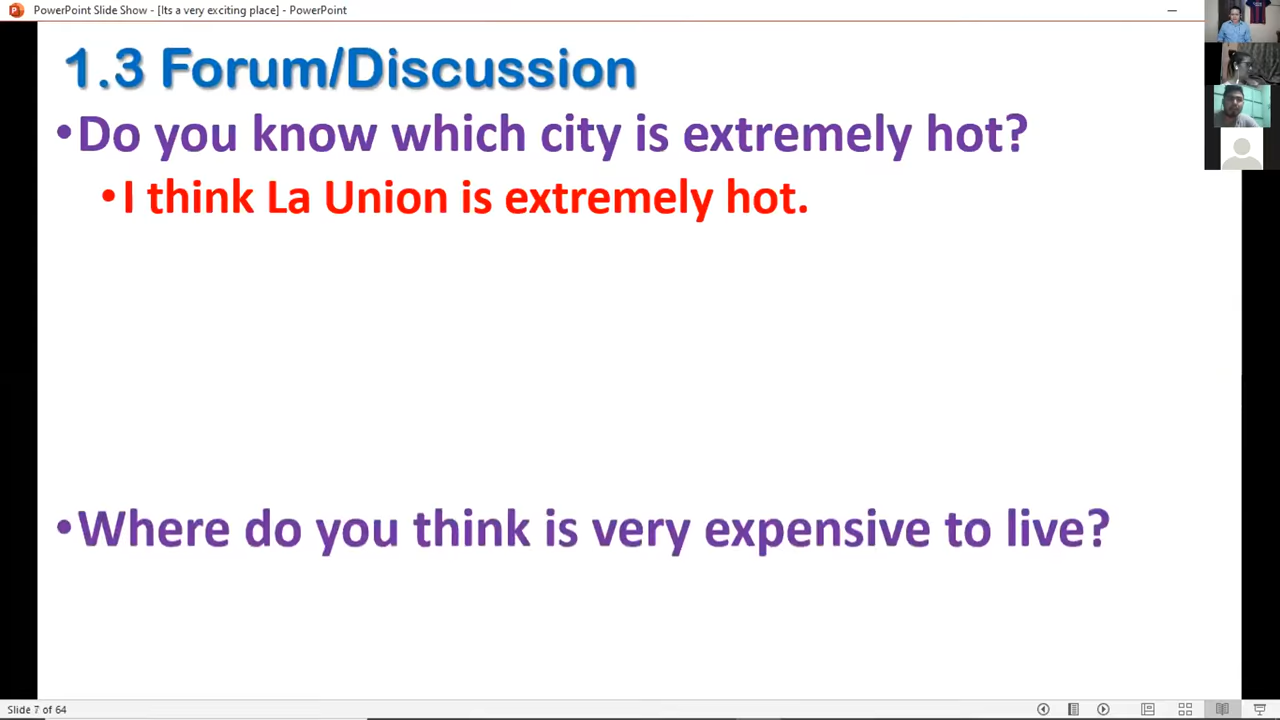 PowerPoint Slide Show - [Its a very exciting place] - PowerPoint
1.3 Forum/Discussion
•Do you know which city is extremely hot?
•I think La Union is extremely hot.
•Where do you think is very expensive to live?
Slide 7 of 64